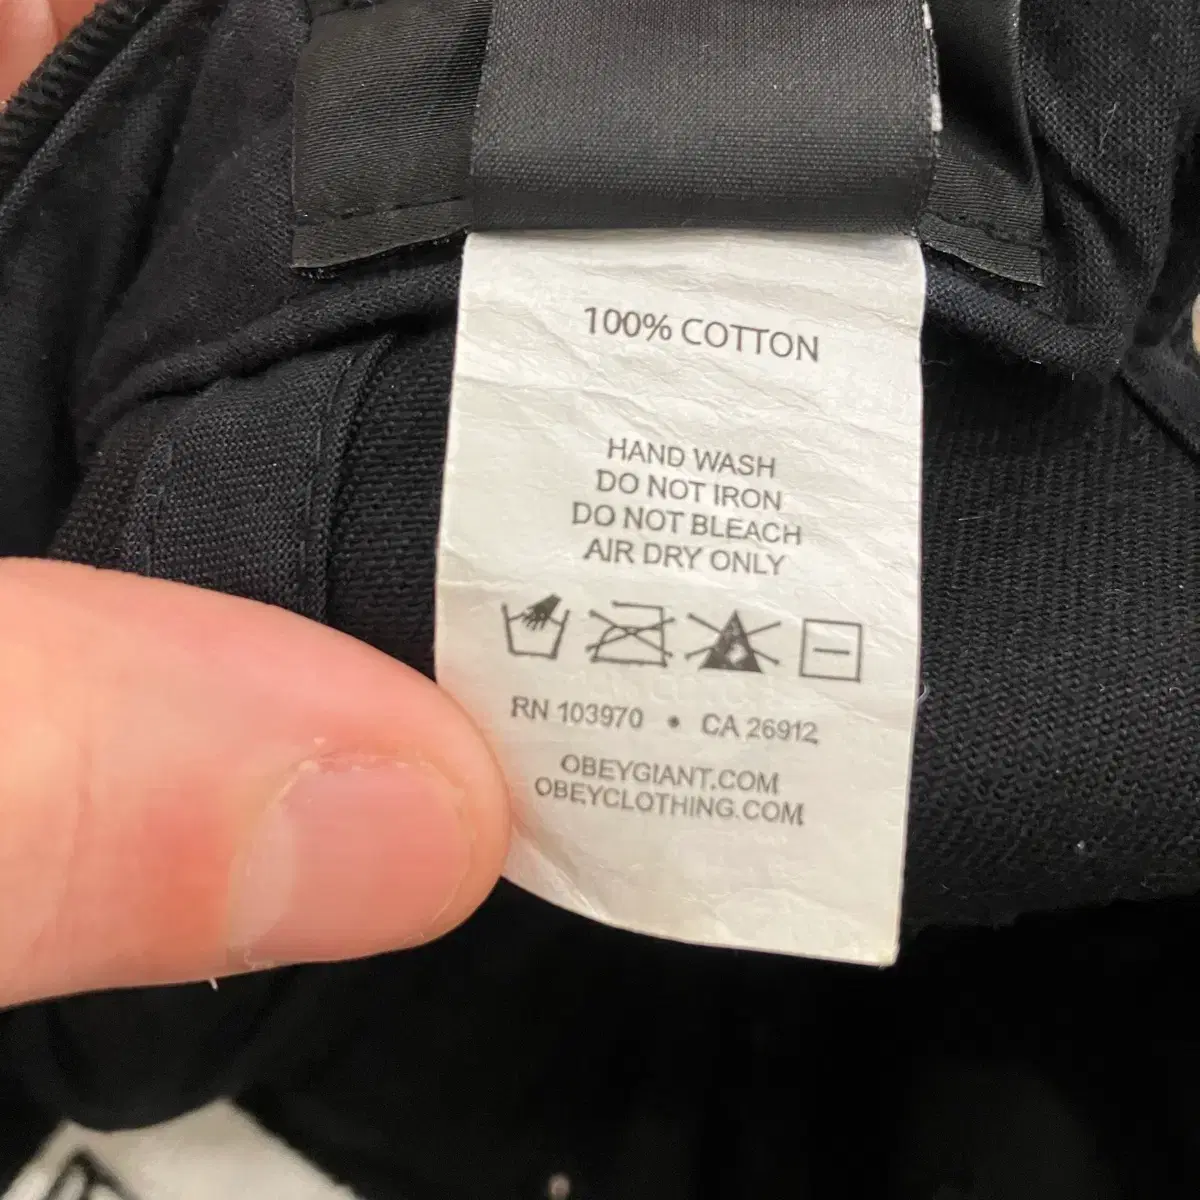 100% COTTON
HAND WASH
DO NOT IRON
DO NOT BLEACH
AIR DRY ONLY
RN 103970 • CA 26912
OBEYGIANT.COM
OBEYCLOTHING.COM